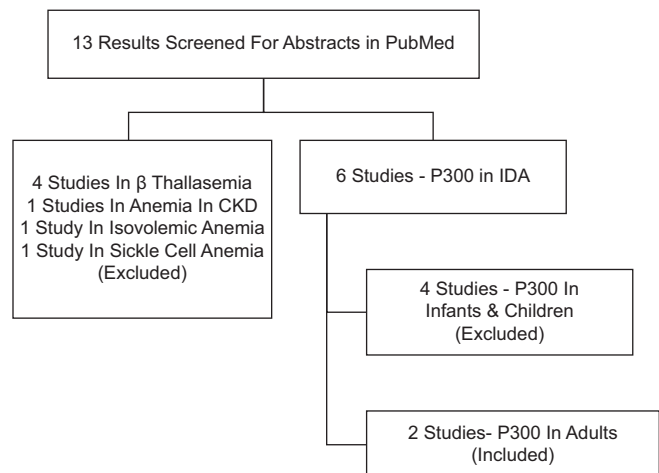 13 Results Screened For Abstracts in PubMed
4 Studies In β Thallasemia
1 Studies In Anemia In CKD
1 Study In Isovolemic Anemia
1 Study In Sickle Cell Anemia
(Excluded)
6 Studies - P300 in IDA
4 Studies - P300 In
Infants & Children
(Excluded)
2 Studies- P300 In Adults
(Included)